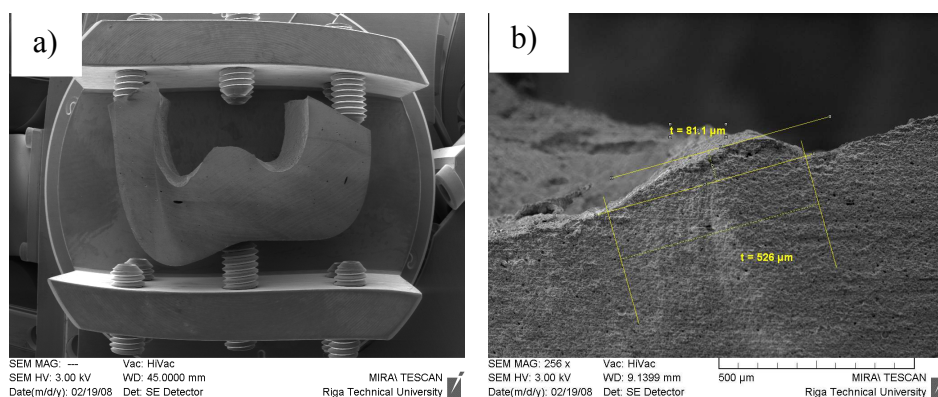 a)
SEM MAG: --- Vac: HiVac
SEM HV: 3.00 kV WD: 45.0000 mm MIRA\ TESCAN
Date(m/d/y): 02/19/08 Det: SE Detector Riga Technical University
b)
t = 81.1 µm
t = 526 µm
SEM MAG: 256 x Vac: HiVac
SEM HV: 3.00 kV WD: 9.1399 mm 500 µm MIRA\ TESCAN
Date(m/d/y): 02/19/08 Det: SE Detector Riga Technical University